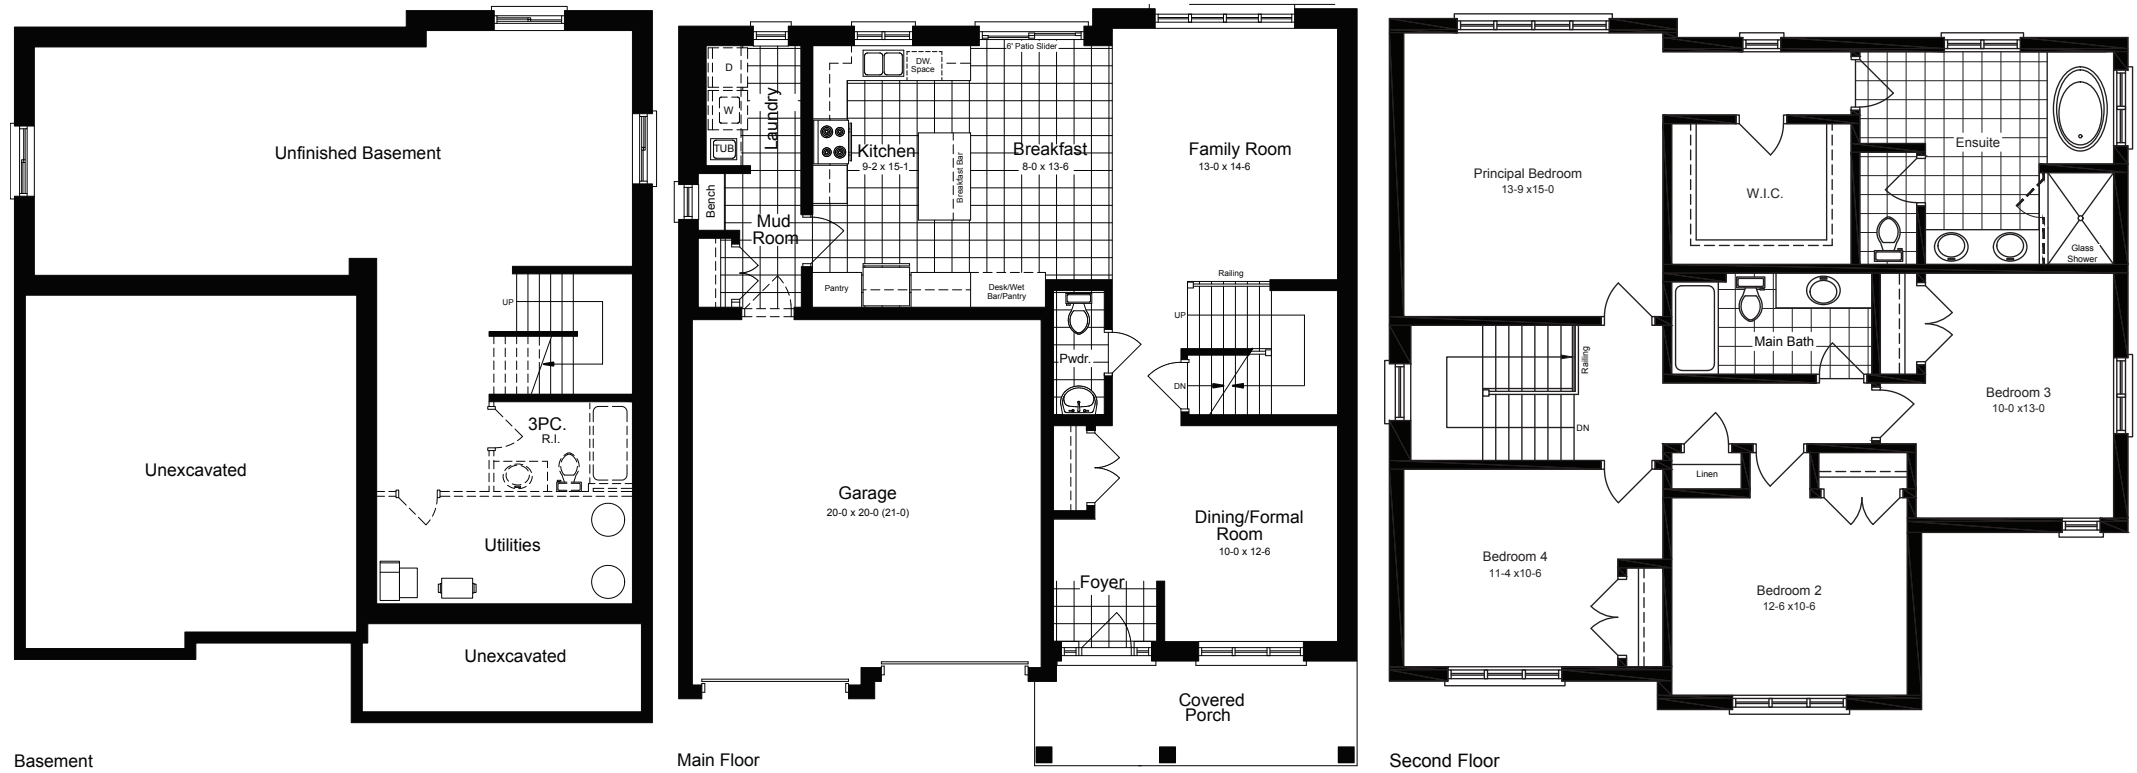 Unfinished Basement
UP
3PC.
R.I.
Unexcavated
Utilities
Unexcavated
Basement
6' Patio Slider
D
DW.
Space
W
Laundry
TUB
Kitchen
9-2 x 15-1
Breakfast Bar
Breakfast
8-0 x 13-6
Family Room
13-0 x 14-6
Bench
Mud
Room
Pantry
Desk/Wet
Bar/Pantry
Railing
UP
Pwdr.
DN
Garage
20-0 x 20-0 (21-0)
Dining/Formal
Room
10-0 x 12-6
Foyer
Covered
Porch
Main Floor
Principal Bedroom
13-9 x15-0
W.I.C.
Ensuite
Glass
Shower
Main Bath
Railing
DN
Bedroom 3
10-0 x13-0
Linen
Bedroom 4
11-4 x10-6
Bedroom 2
12-6 x10-6
Second Floor